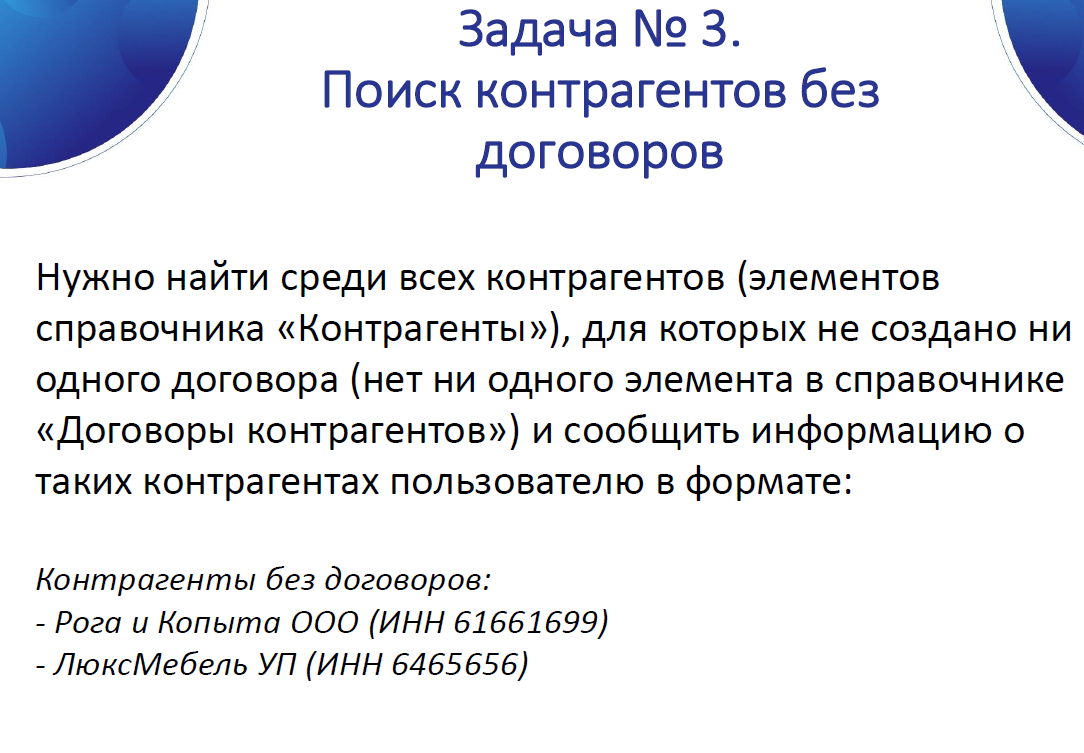 Задача № 3.
Поиск контрагентов без
договоров
Нужно найти среди всех контрагентов (элементов
справочника «Контрагенты»), для которых не создано ни
одного договора (нет ни одного элемента в справочнике
«Договоры контрагентов») и сообщить информацию о
таких контрагентах пользователю в формате:
Контрагенты без договоров:
- Рога и Копыта ООО (ИНН 61661699)
- ЛюксМебель УП (ИНН 6465656)